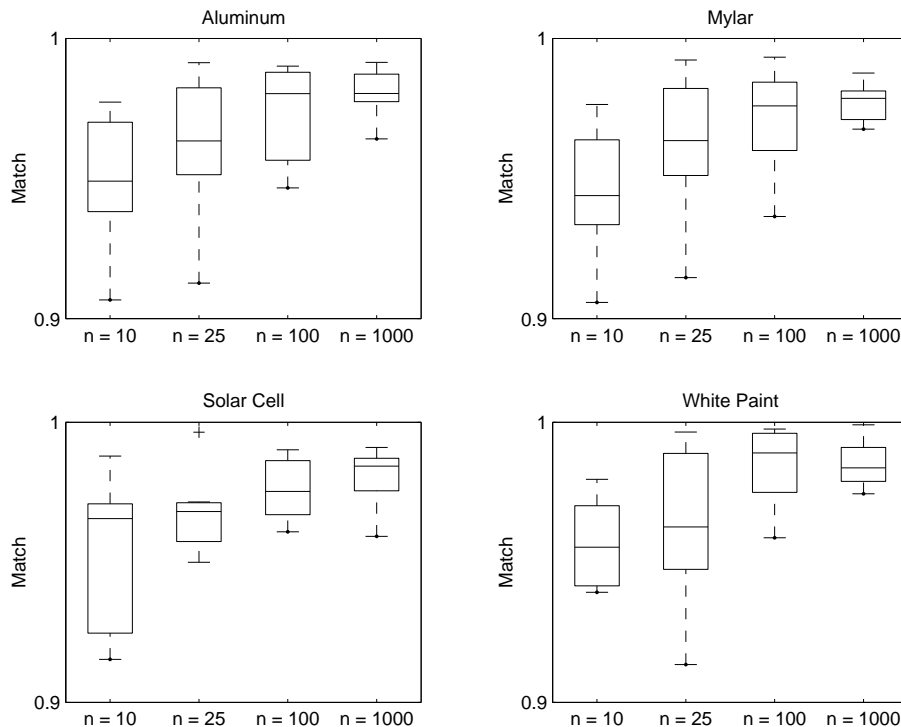 Aluminum
1
Match
0.9
n = 10 n = 25 n = 100 n = 1000
Mylar
1
Match
0.9
n = 10 n = 25 n = 100 n = 1000
Solar Cell
1
Match
0.9
n = 10 n = 25 n = 100 n = 1000
White Paint
1
Match
0.9
n = 10 n = 25 n = 100 n = 1000